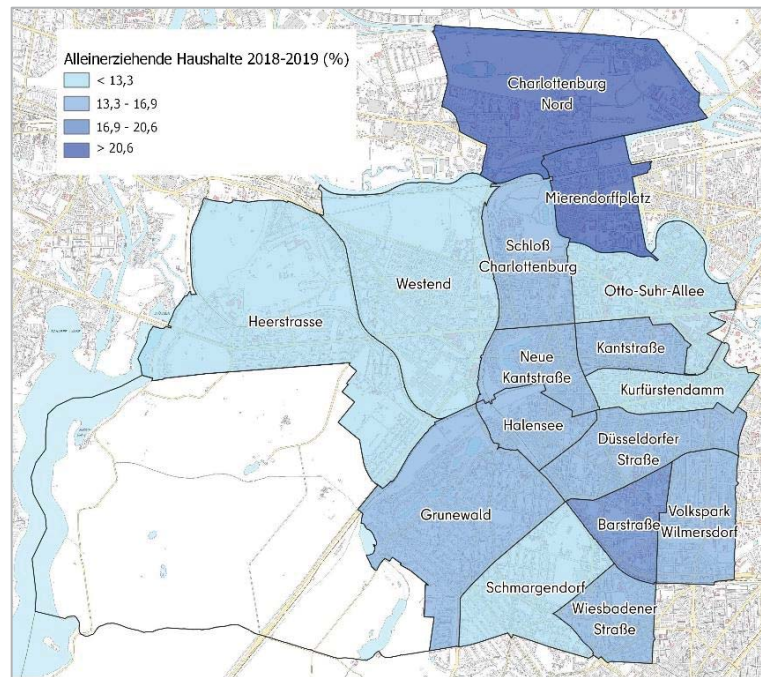 Alleinerziehende Haushalte 2018-2019 (%)
< 13,3
13,3 - 16,9
16,9 - 20,6
> 20,6
Charlottenburg
Nord
Mierendorffplatz
Schloß
Charlottenburg
Westend
Otto-Suhr-Allee
Heerstrasse
Neue
Kantstraße
Kantstraße
Kurfürstendamm
Halensee
Düsseldorfer
Straße
Grunewald
Barstraße
Volkspark
Wilmersdorf
Schmargendorf
Wiesbadener
Straße